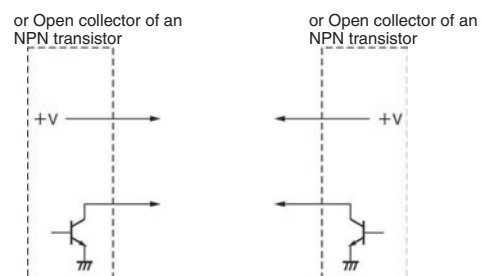 or Open collector of an
NPN transistor
or Open collector of an
NPN transistor
+V
+V